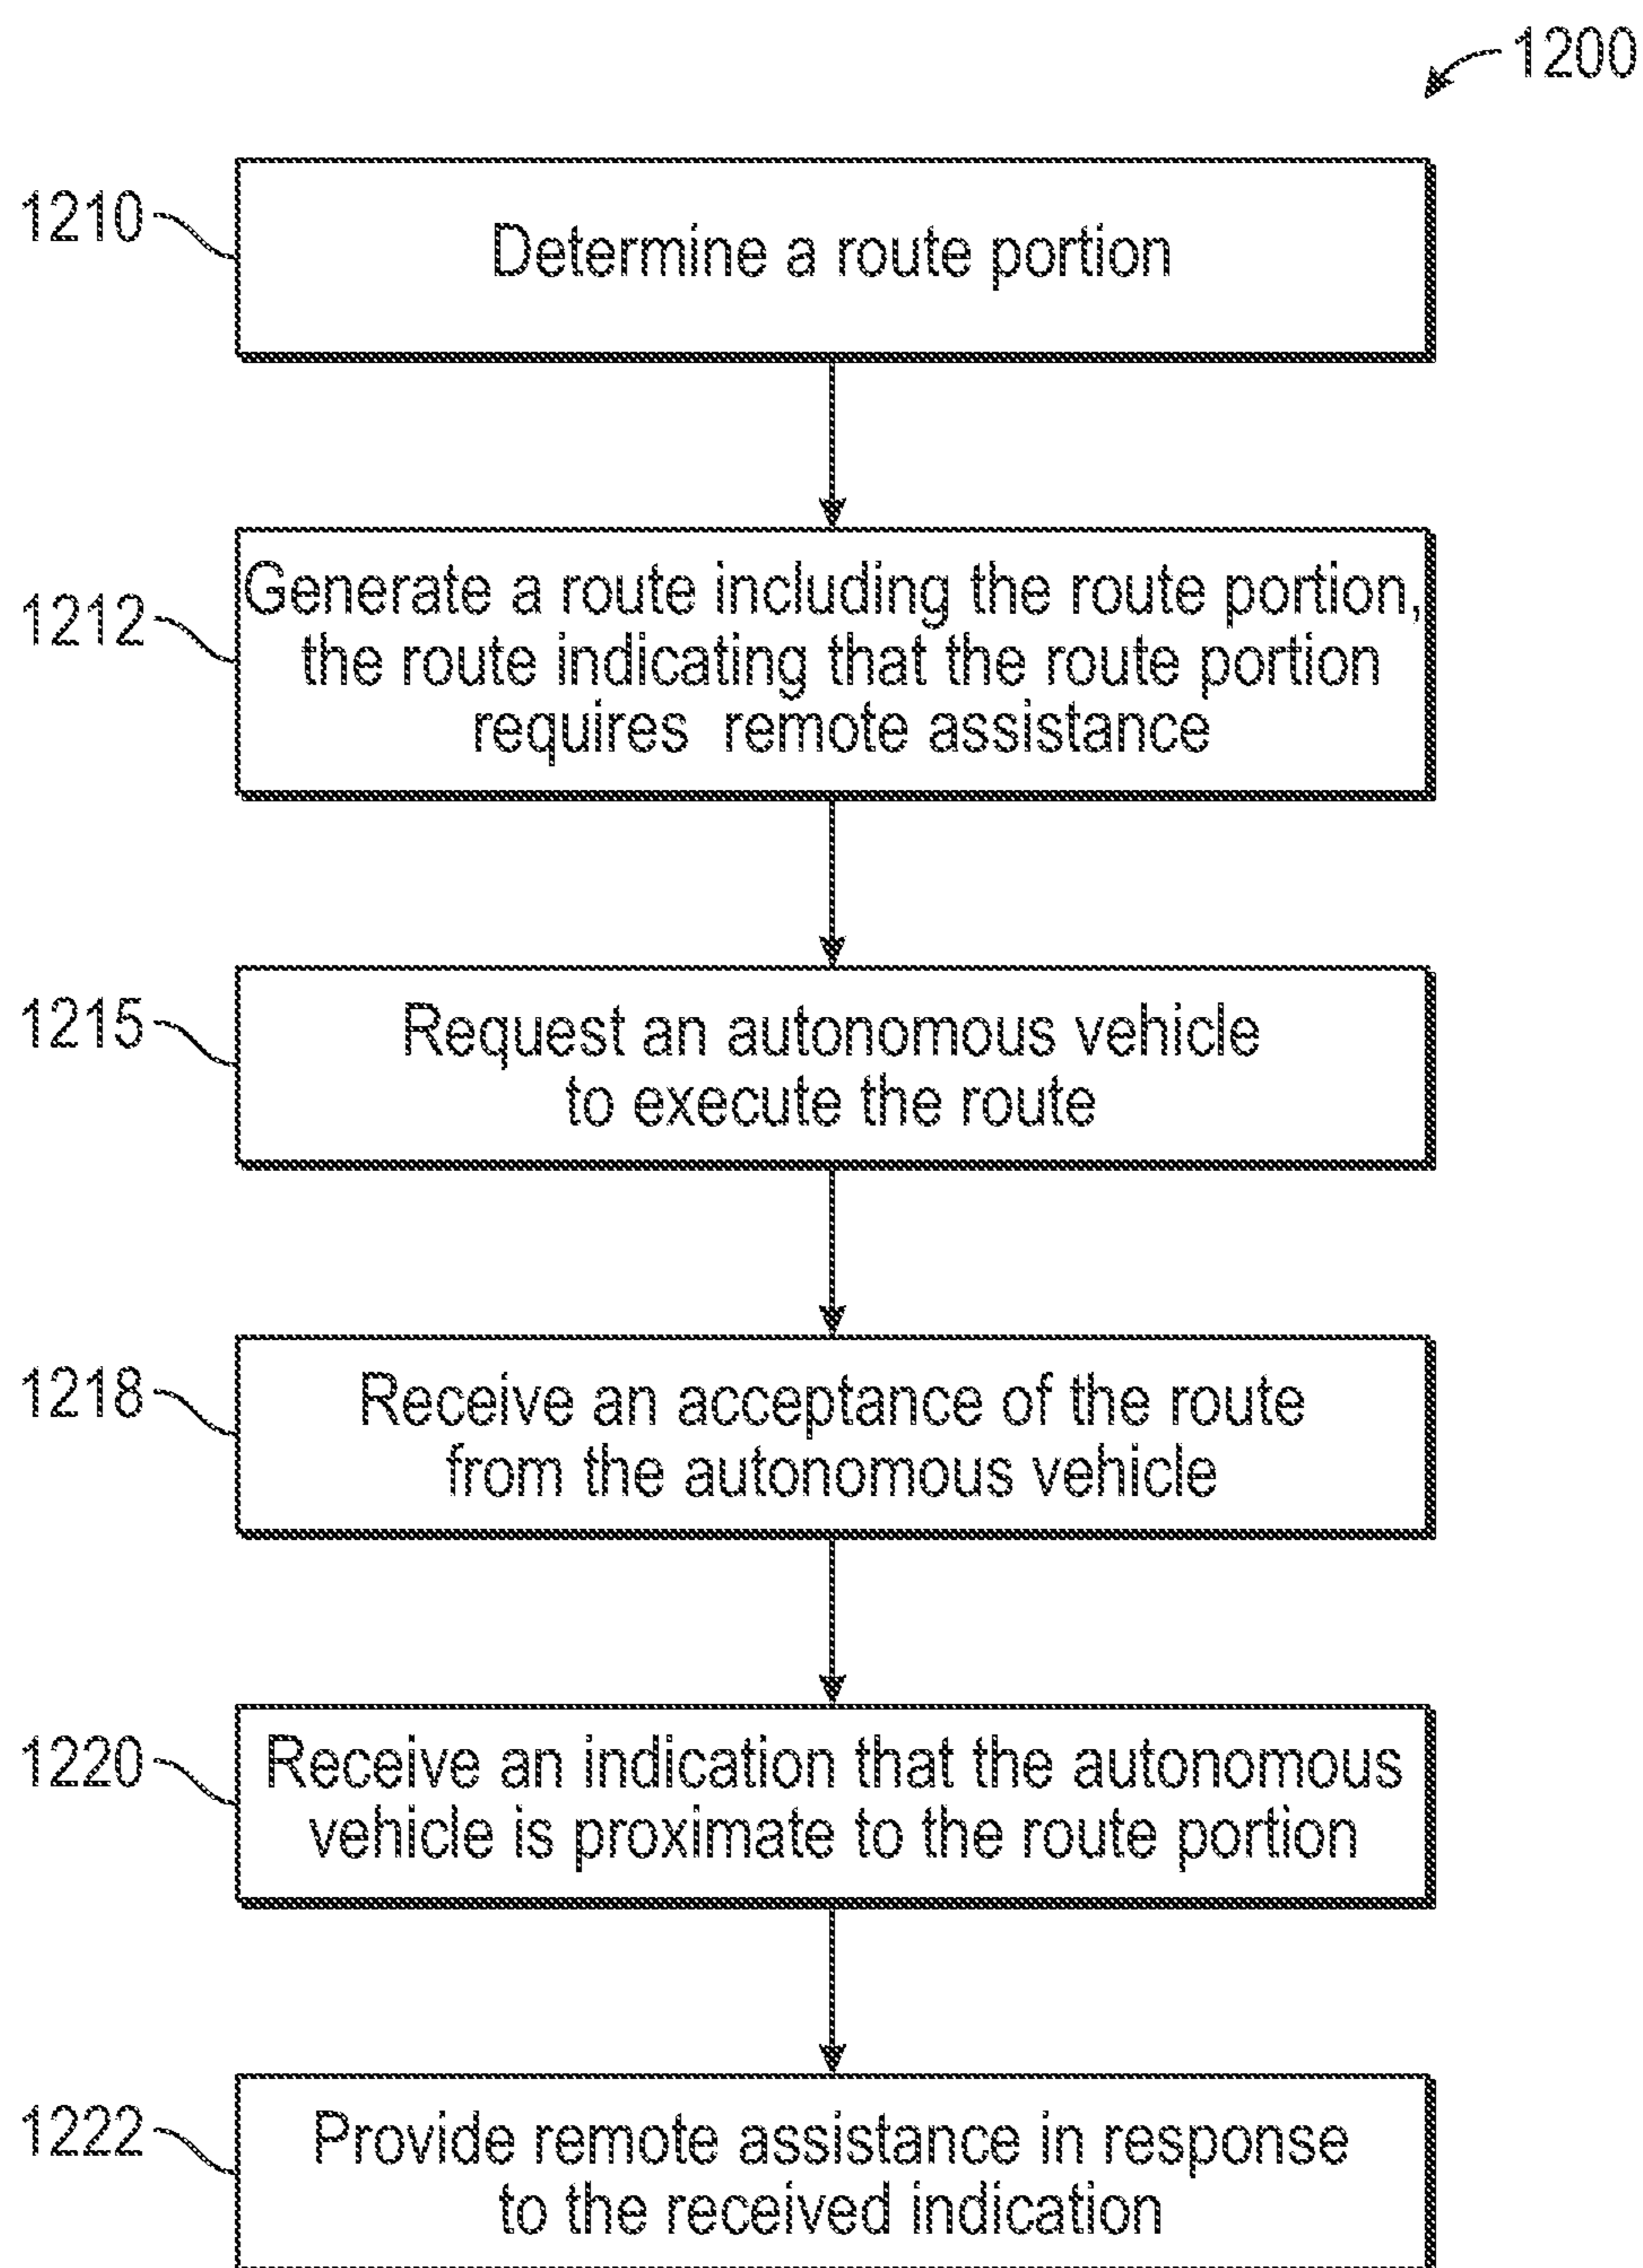 1200
1210
Determine a route portion
1212
Generate a route including the route portion,
the route indicating that the route portion
requires remote assistance
1215
Request an autonomous vehicle
to execute the route
1218
Receive an acceptance of the route
from the autonomous vehicle
1220
Receive an indication that the autonomous
vehicle is proximate to the route portion
1222
Provide remote assistance in response
to the received indication